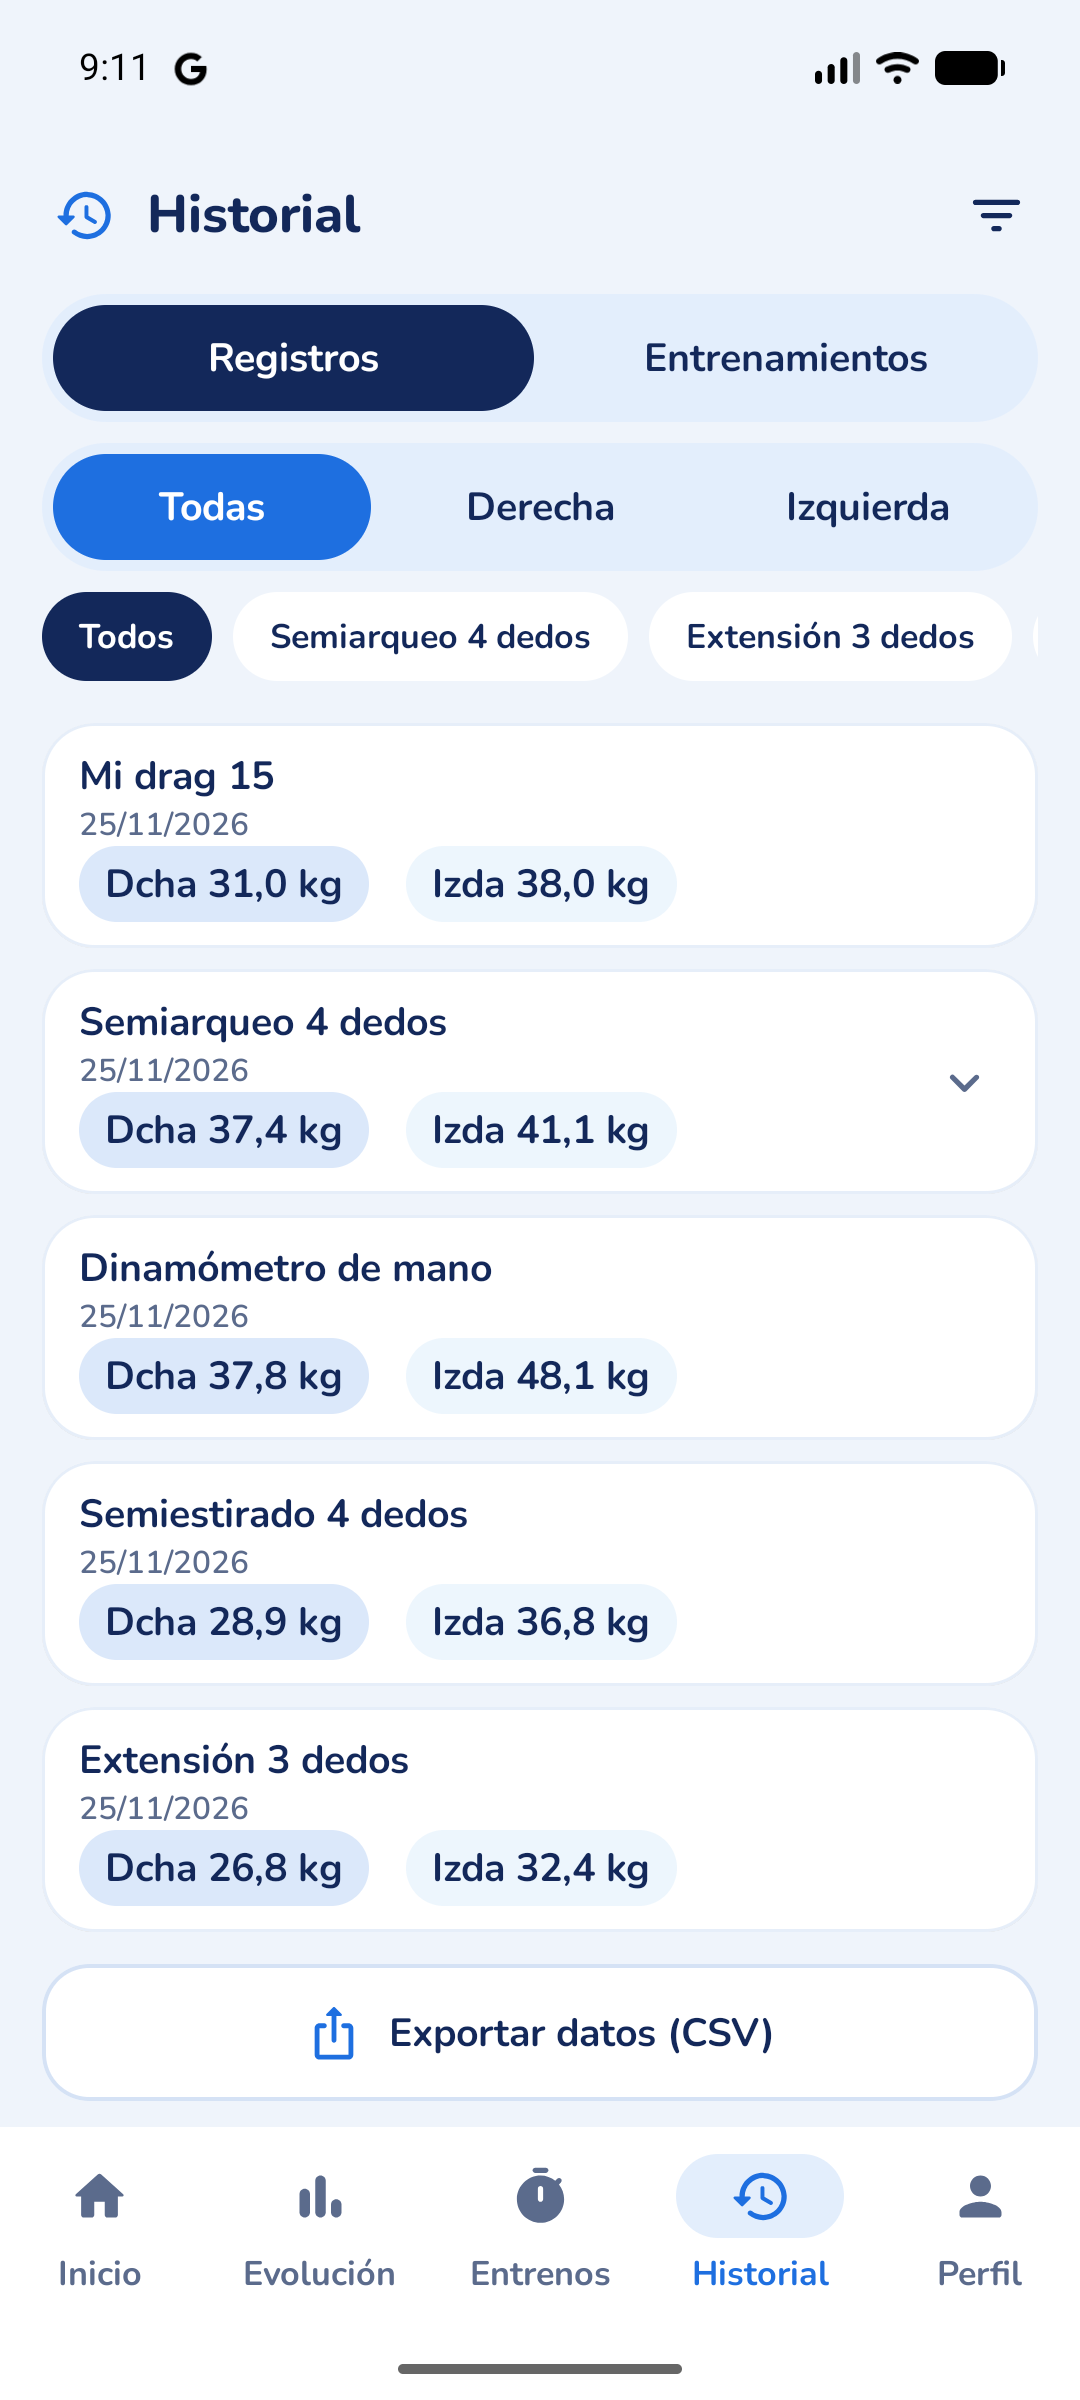 9:11 G
Historial
Registros Entrenamientos
Todas Derecha Izquierda
Todos Semiarqueo 4 dedos Extensión 3 dedos
Mi drag 15
25/11/2026
Dcha 31,0 kg Izda 38,0 kg
Semiarqueo 4 dedos
25/11/2026
Dcha 37,4 kg Izda 41,1 kg
Dinamómetro de mano
25/11/2026
Dcha 37,8 kg Izda 48,1 kg
Semiestirado 4 dedos
25/11/2026
Dcha 28,9 kg Izda 36,8 kg
Extensión 3 dedos
25/11/2026
Dcha 26,8 kg Izda 32,4 kg
Exportar datos (CSV)
Inicio Evolución Entrenos Historial Perfil